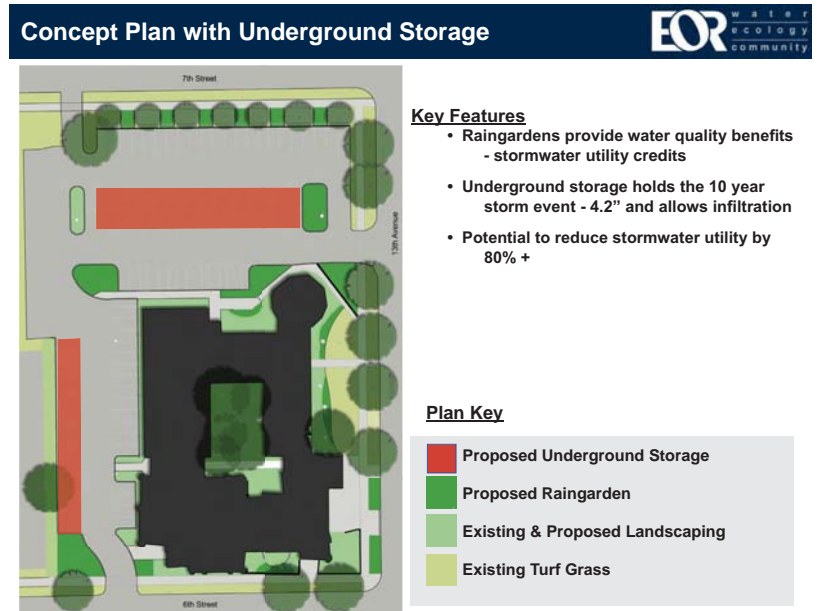 Concept Plan with Underground Storage
EOR
water
ecology
community
7th Street
13th Avenue
6th Street
Key Features
• Raingardens provide water quality benefits
- stormwater utility credits
• Underground storage holds the 10 year
storm event - 4.2” and allows infiltration
• Potential to reduce stormwater utility by
80% +
Plan Key
Proposed Underground Storage
Proposed Raingarden
Existing & Proposed Landscaping
Existing Turf Grass